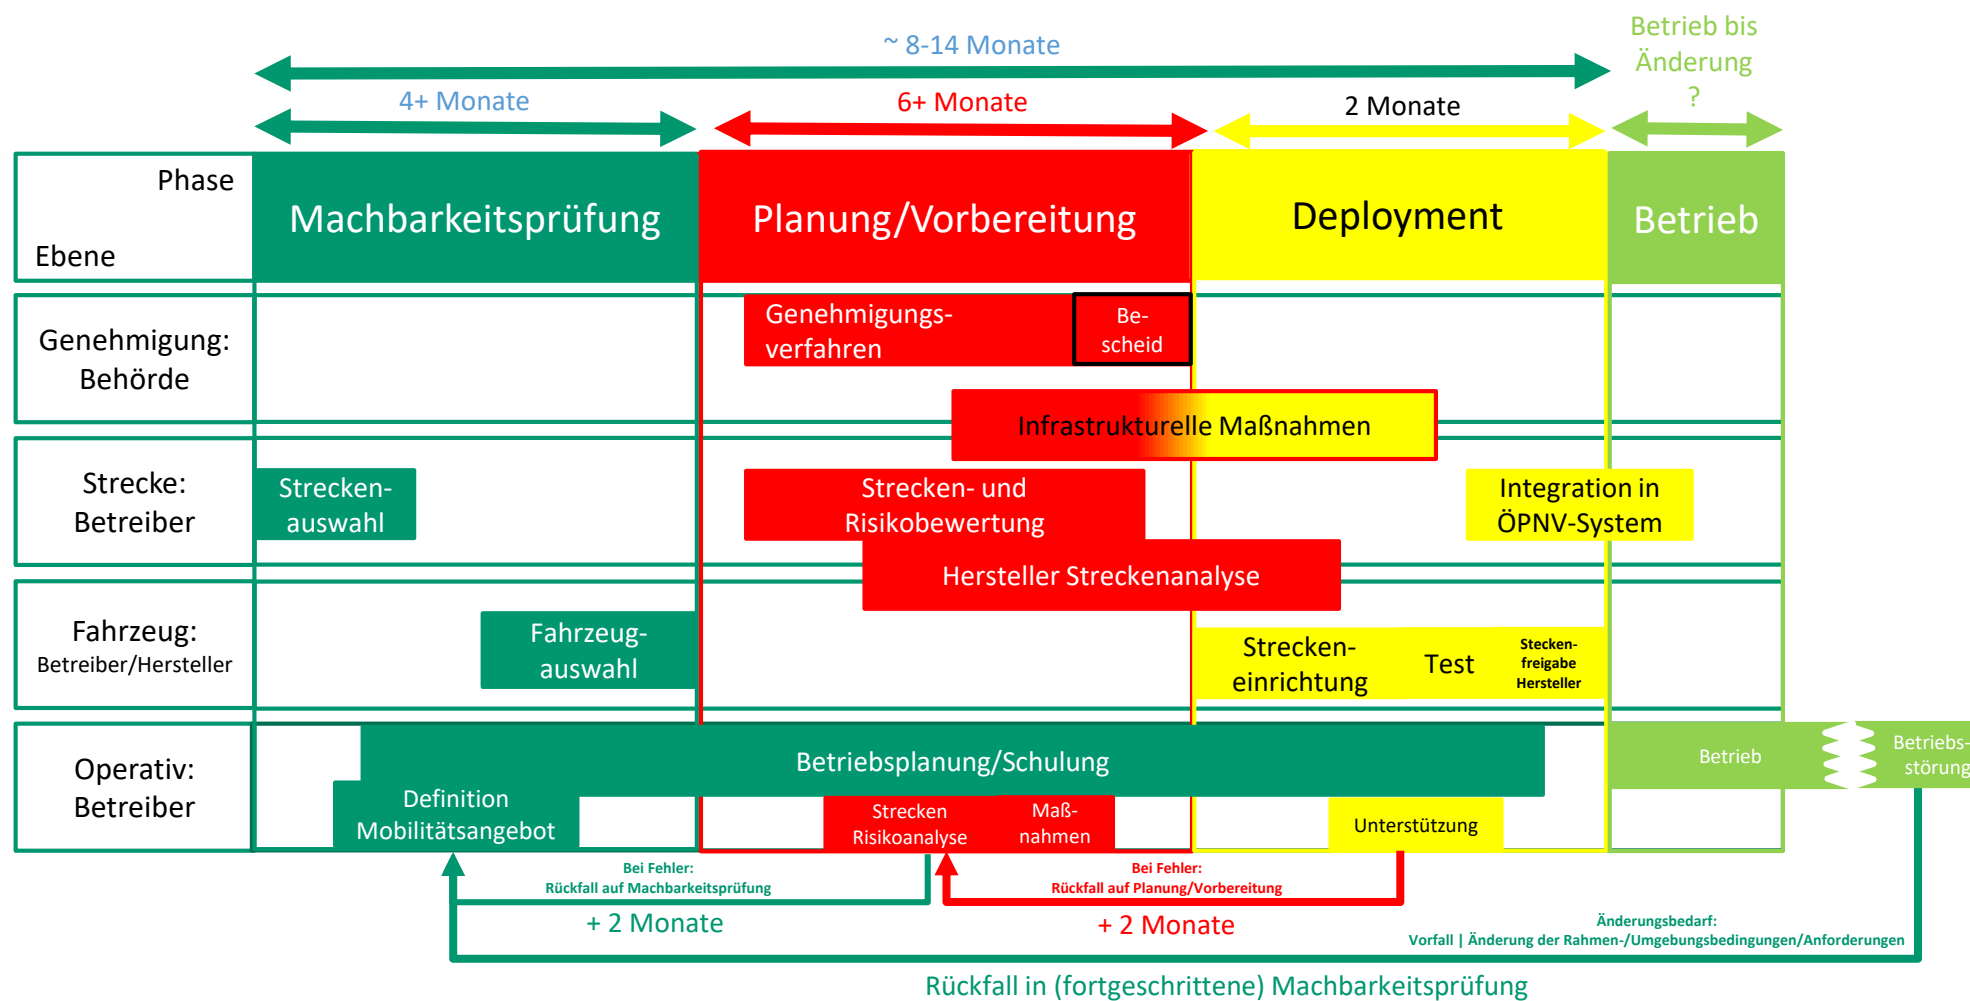 ~ 8-14 Monate
Betrieb bis
Änderung
?
4+ Monate
6+ Monate
2 Monate
Phase
Ebene
Machbarkeitsprüfung
Planung/Vorbereitung
Deployment
Betrieb
Genehmigung:
Behörde
Genehmigungs-
verfahren
Be-
scheid
Infrastrukturelle Maßnahmen
Strecke:
Betreiber
Strecken-
auswahl
Strecken- und
Risikobewertung
Integration in
ÖPNV-System
Hersteller Streckenanalyse
Fahrzeug:
Betreiber/Hersteller
Fahrzeug-
auswahl
Strecken-
einrichtung
Test
Stecken-
freigabe
Hersteller
Operativ:
Betreiber
Betriebsplanung/Schulung
Betrieb
Betriebs-
störung
Definition
Mobilitätsangebot
Strecken
Risikoanalyse
Maß-
nahmen
Unterstützung
Bei Fehler:
Rückfall auf Machbarkeitsprüfung
+ 2 Monate
Bei Fehler:
Rückfall auf Planung/Vorbereitung
+ 2 Monate
Änderungsbedarf:
Vorfall | Änderung der Rahmen-/Umgebungsbedingungen/Anforderungen
Rückfall in (fortgeschrittene) Machbarkeitsprüfung